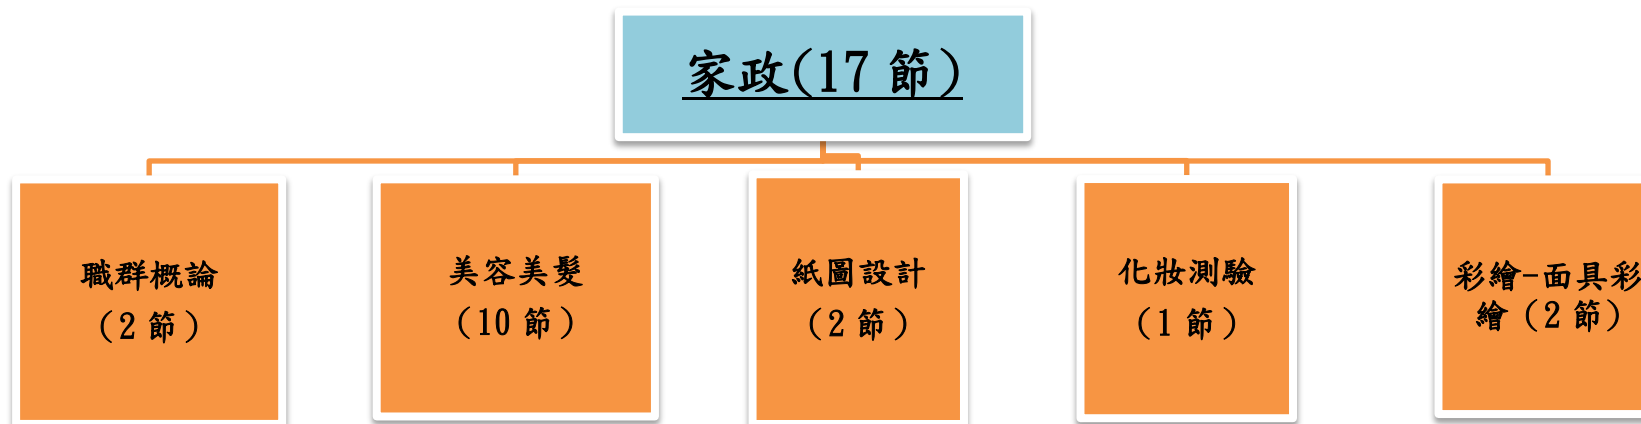 家政(17 節)
職群概論
(2 節)
美容美髮
(10 節)
紙圖設計
(2 節)
化妝測驗
(1 節)
彩繪-面具彩
繪(2 節)